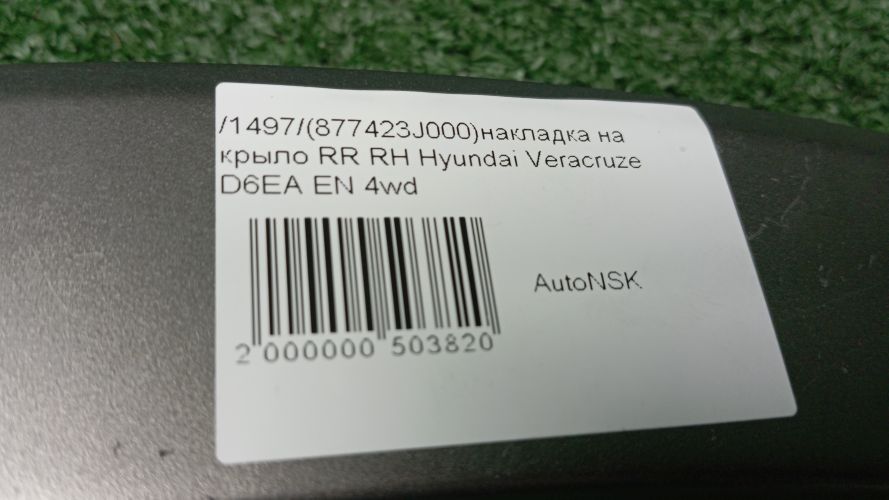 /1497/(877423J000)накладка на
крыло RR RH Hyundai Veracruze
D6EA EN 4wd
AutoNSK
2 000000 503820